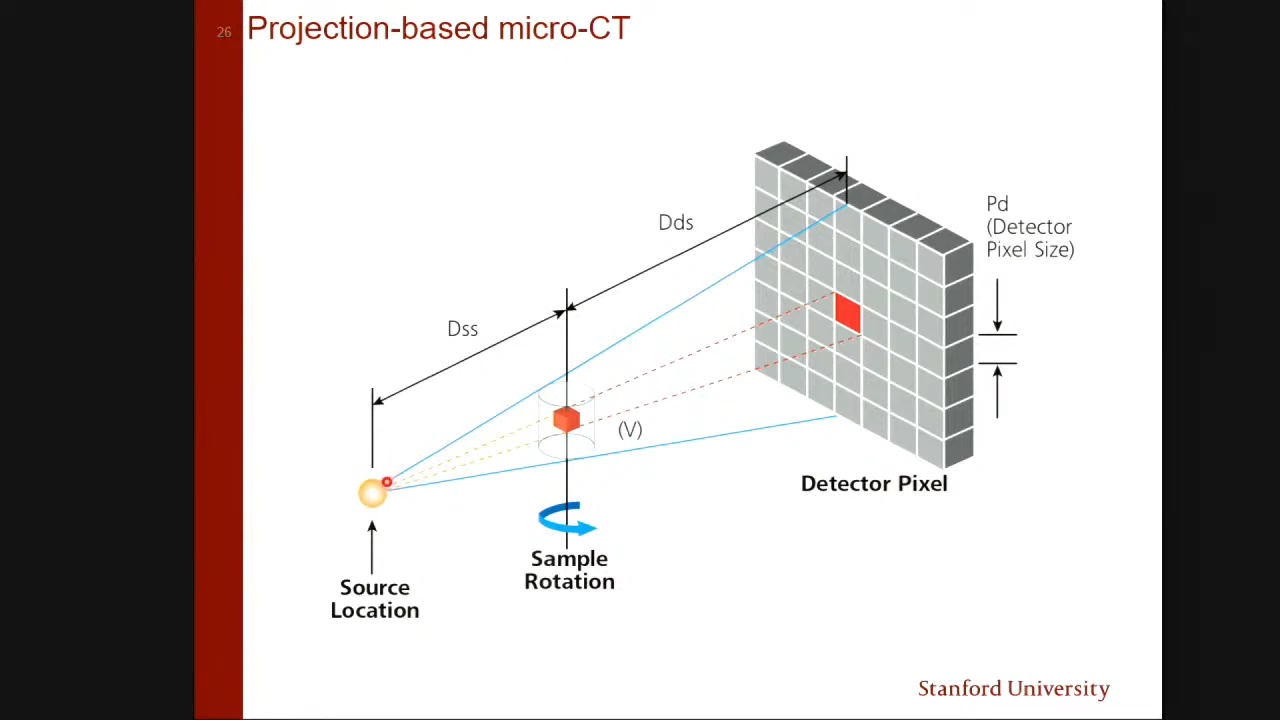 26
Projection-based micro-CT
Pd
(Detector
Pixel Size)
Dds
Dss
(V)
Detector Pixel
Sample
Rotation
Source
Location
Stanford University